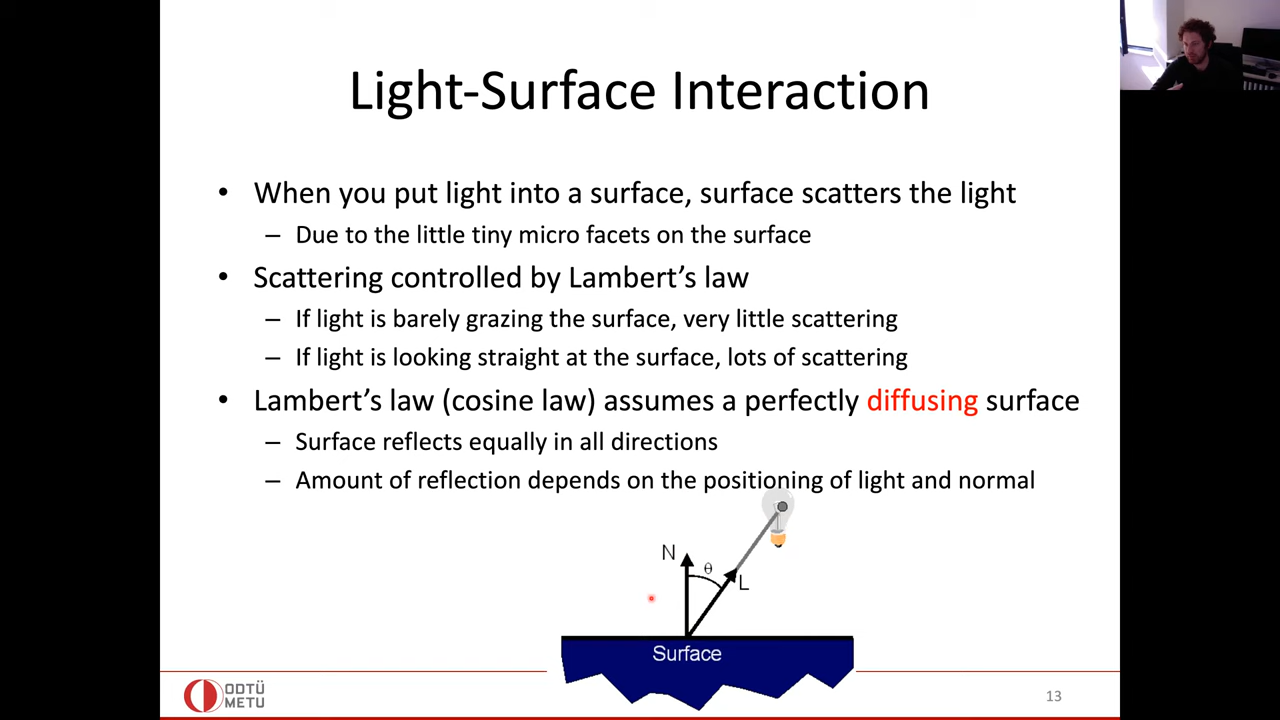 Light-Surface Interaction
• When you put light into a surface, surface scatters the light
– Due to the little tiny micro facets on the surface
• Scattering controlled by Lambert’s law
– If light is barely grazing the surface, very little scattering
– If light is looking straight at the surface, lots of scattering
• Lambert’s law (cosine law) assumes a perfectly diffusing surface
– Surface reflects equally in all directions
– Amount of reflection depends on the positioning of light and normal
N
θ
L
Surface
ODTÜ
METU
13